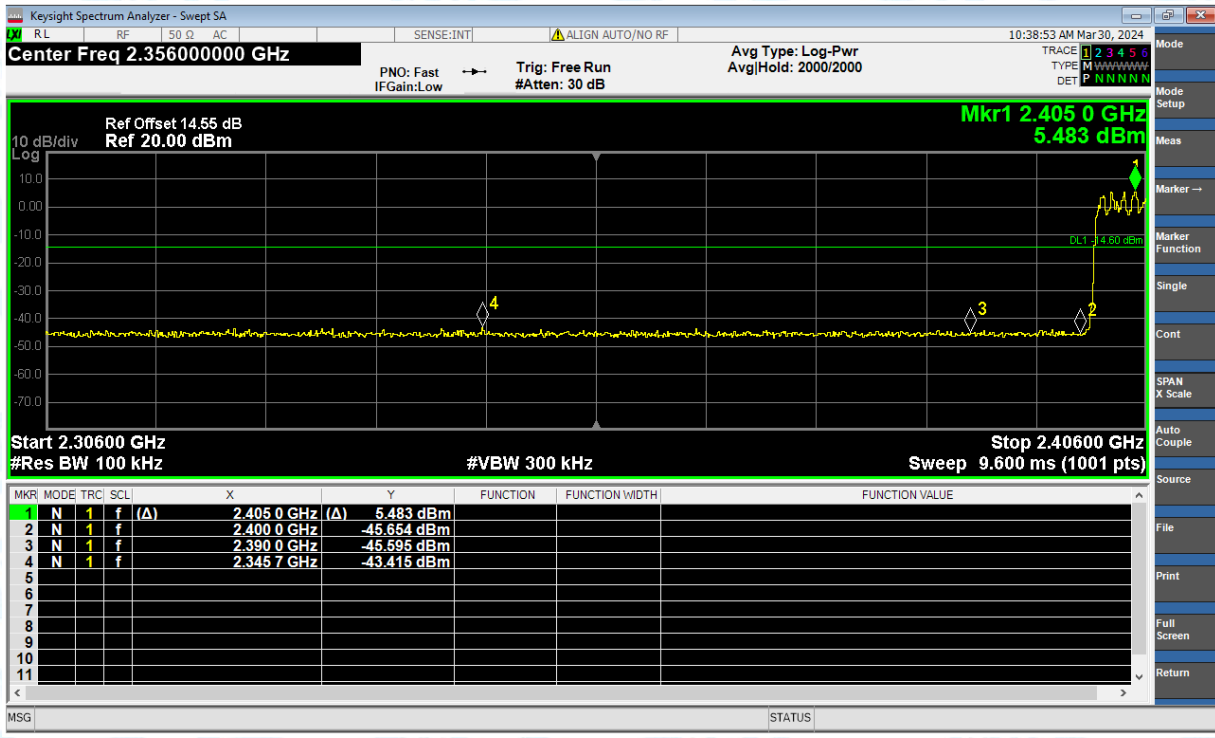 Keysight Spectrum Analyzer - Swept SA
RL RF 50 Ω AC SENSE:INT ALIGN AUTO/NO RF 10:38:53 AM Mar 30, 2024
Center Freq 2.356000000 GHz
PNO: Fast
IFGain:Low
Trig: Free Run
#Atten: 30 dB
Avg Type: Log-Pwr
Avg|Hold: 2000/2000
TRACE 1 2 3 4 5 6
TYPE M WWWWW
DET P N N N N N
Mkr1 2.405 0 GHz
5.483 dBm
Ref Offset 14.55 dB
10 dB/div Ref 20.00 dBm
Log
10.0
0.00
-10.0
-20.0
-30.0
-40.0
-50.0
-60.0
-70.0
1
DL1 -14.60 dBm
4
3
2
Start 2.30600 GHz Stop 2.40600 GHz
#Res BW 100 kHz #VBW 300 kHz Sweep 9.600 ms (1001 pts)
MKR MODE TRC SCL X Y FUNCTION FUNCTION WIDTH FUNCTION VALUE
1 N 1 f (Δ) 2.405 0 GHz (Δ) 5.483 dBm
2 N 1 f 2.400 0 GHz -45.654 dBm
3 N 1 f 2.390 0 GHz -45.595 dBm
4 N 1 f 2.345 7 GHz -43.415 dBm
5
6
7
8
9
10
11
MSG STATUS
Mode
Mode
Setup
Meas
Marker →
Marker
Function
Single
Cont
SPAN
X Scale
Auto
Couple
Source
File
Print
Full
Screen
Return